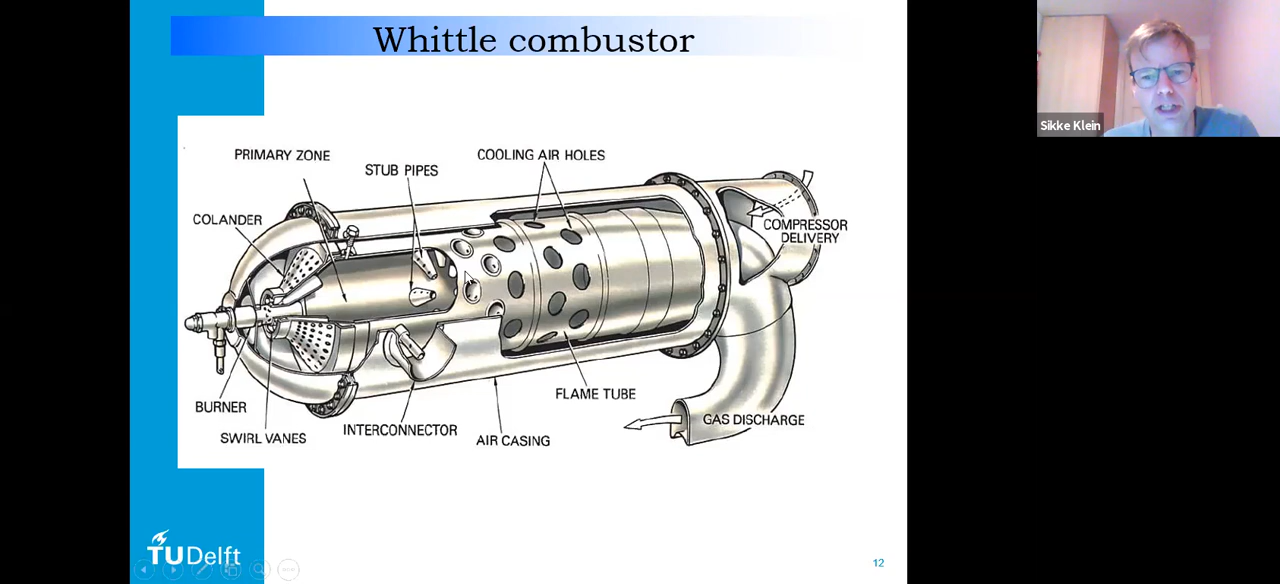 Whittle combustor
Sikke Klein
PRIMARY ZONE
STUB PIPES
COOLING AIR HOLES
COLANDER
COMPRESSOR
DELIVERY
BURNER
SWIRL VANES
INTERCONNECTOR
AIR CASING
FLAME TUBE
GAS DISCHARGE
TUDelft
12